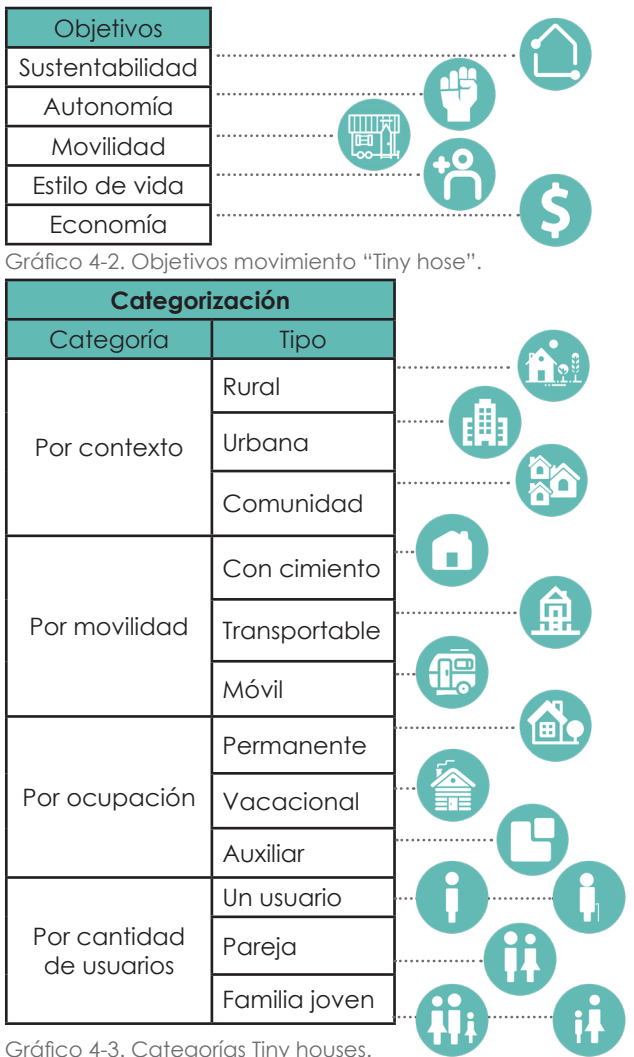 Objetivos
Sustentabilidad
Autonomía
Movilidad
Estilo de vida
Economía
$
Gráfico 4-2. Objetivos movimiento “Tiny hose”.
Categorización
Categoría Tipo
Por contexto
Rural
Urbana
Comunidad
Por movilidad
Con cimiento
Transportable
Móvil
Por ocupación
Permanente
Vacacional
Auxiliar
Por cantidad
de usuarios
Un usuario
Pareja
Familia joven
Gráfico 4-3. Categorías Tiny houses.